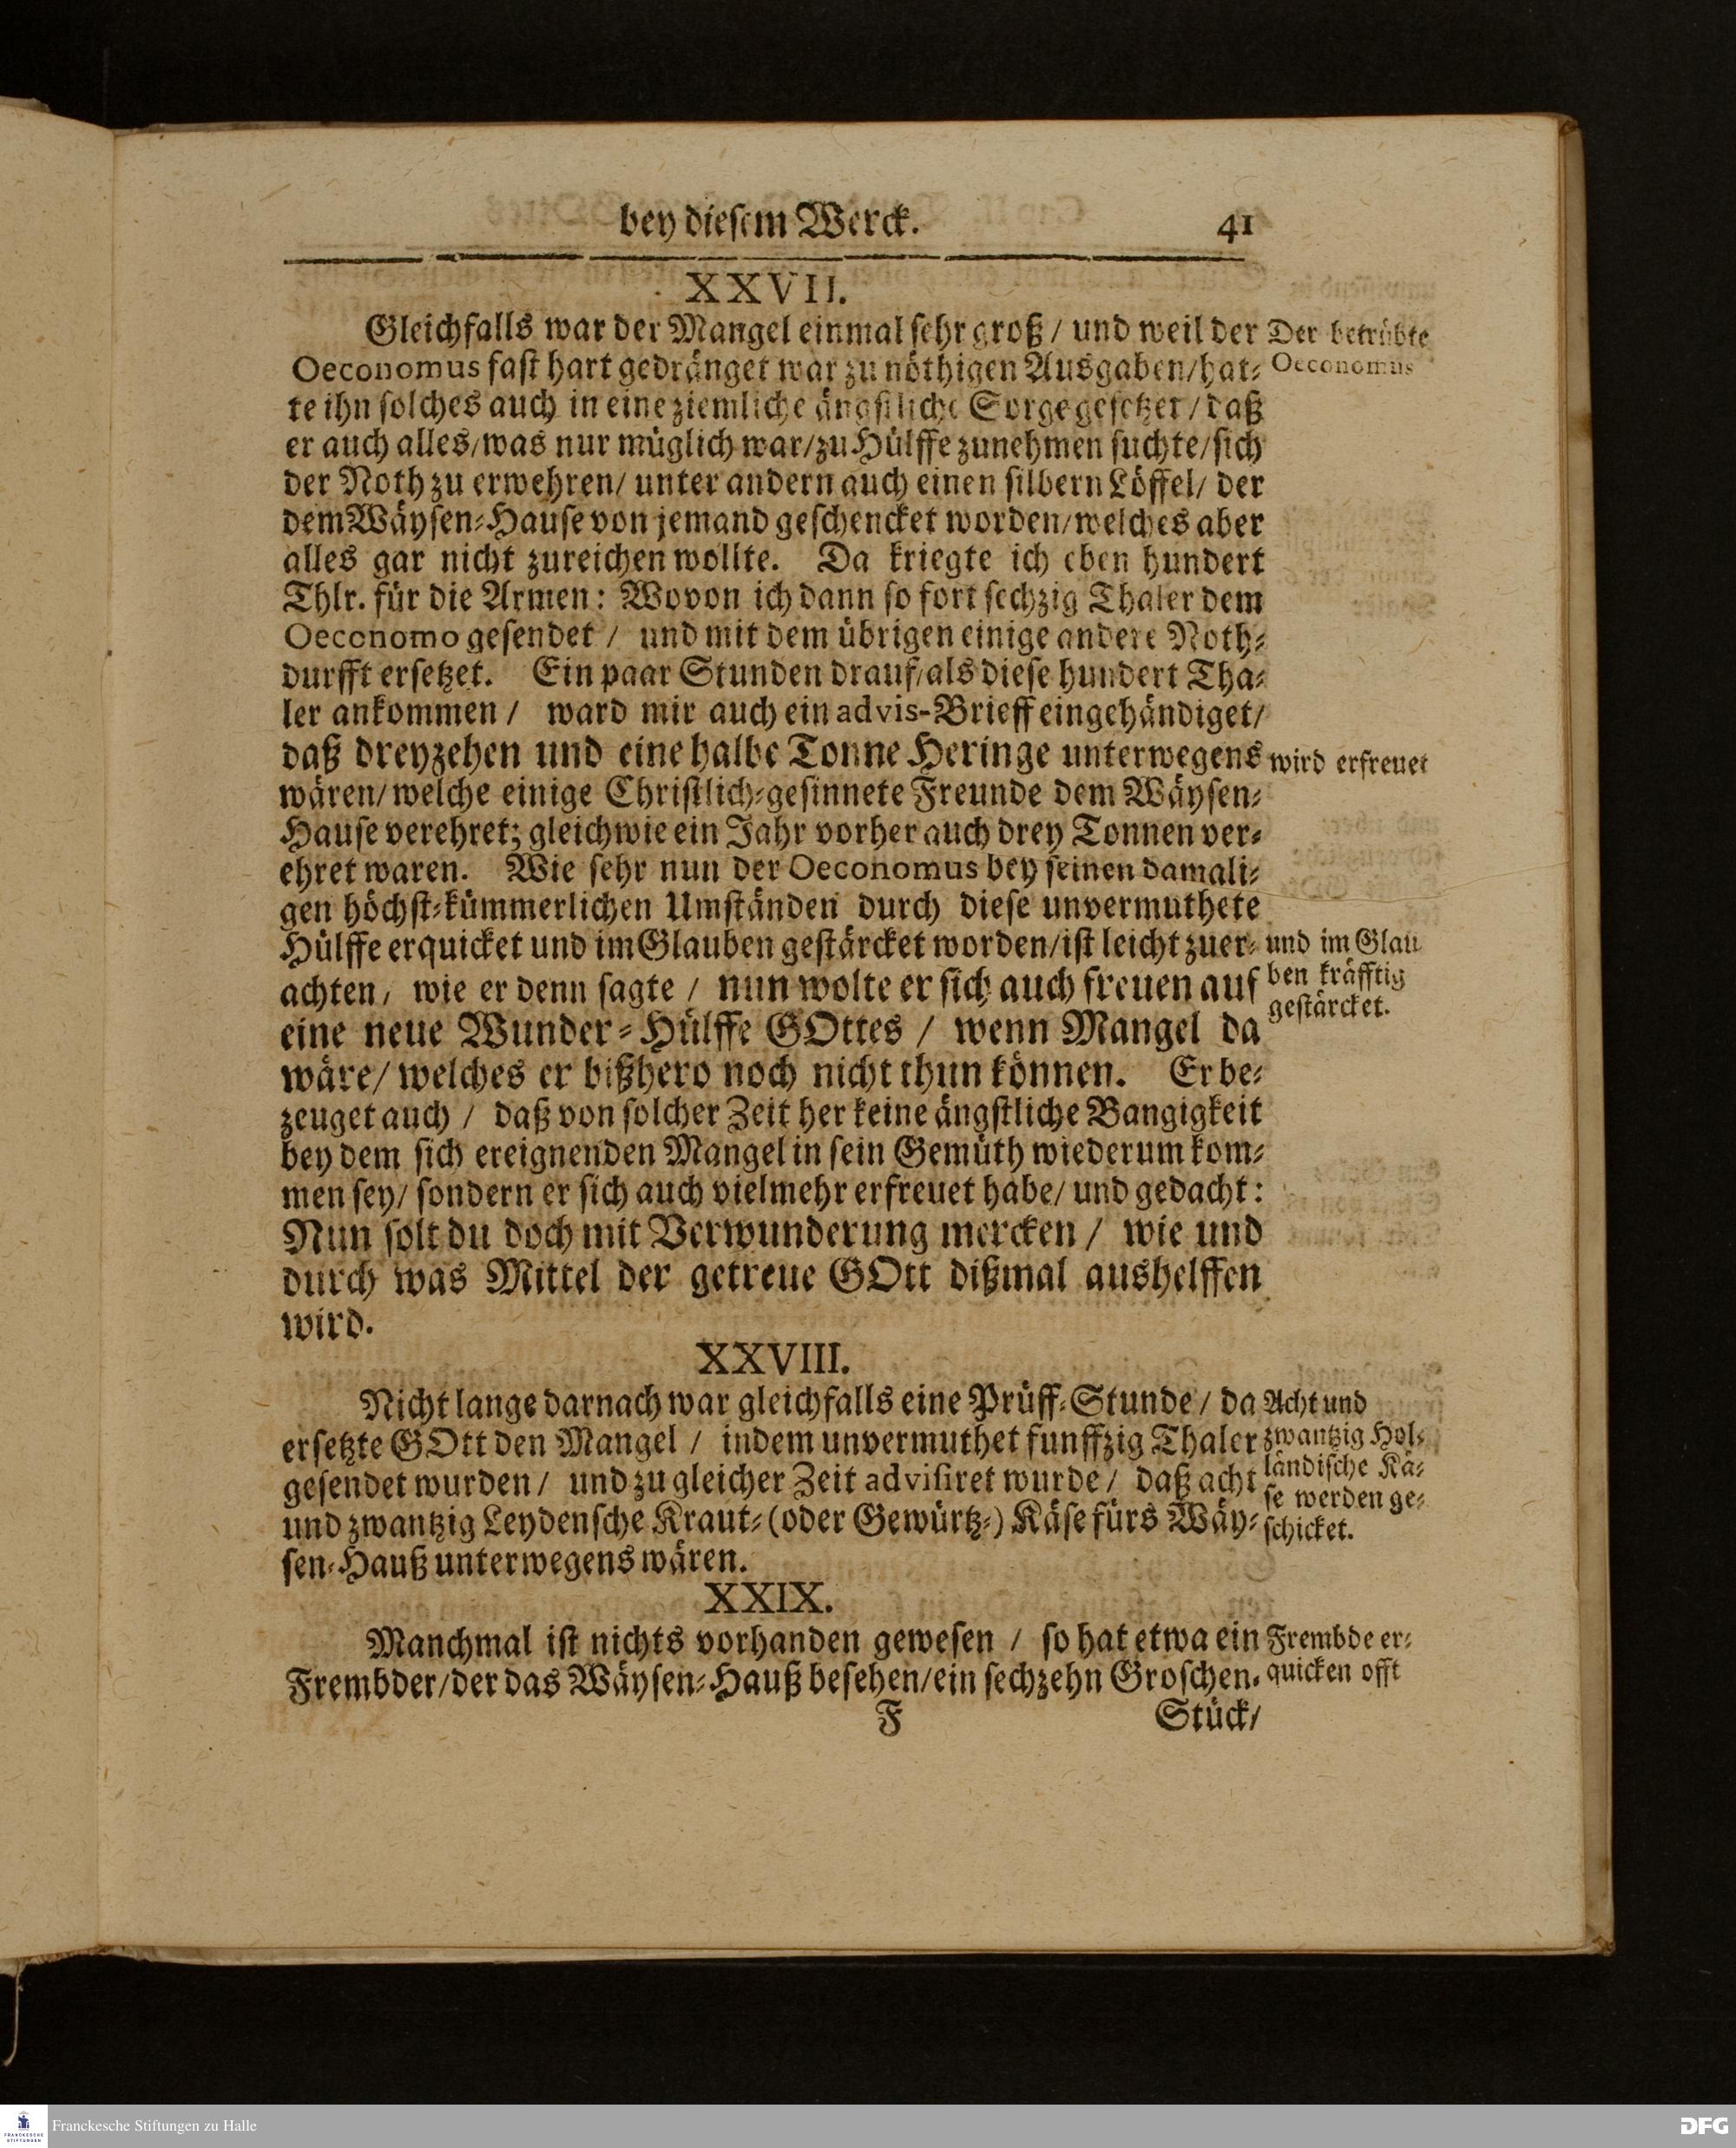 bey diesem Werck. 41
XXVII.
Gleichfalls war der Mangel einmal sehr groß / und weil der
Oeconomus fast hart gedränget war zu nöthigen Ausgaben/hat-
te ihn solches auch in eine ziemliche ängstliche Sorge gesetzet / daß
er auch alles/was nur müglich war/zu Hülffe zunehmen suchte/sich
der Noth zu erwehren/ unter andern auch einen silbern Löffel/ der
dem Wäysen-Hause von jemand geschencket worden/welches aber
alles gar nicht zureichen wollte. Da kriegte ich eben hundert
Thlr. für die Armen: Wovon ich dann so fort sechzig Thaler dem
Oeconomo gesendet / und mit dem übrigen einige andere Noth-
durfft ersetzet. Ein paar Stunden drauf/als diese hundert Tha-
ler ankommen / ward mir auch ein advis-Brieff eingehändiget/
daß dreyzehen und eine halbe Tonne Heringe unterwegens
wären/ welche einige Christlich-gesinnete Freunde dem Wäysen-
Hause verehret; gleichwie ein Jahr vorher auch drey Tonnen ver-
ehret waren. Wie sehr nun der Oeconomus bey seinen damali-
gen höchst-kümmerlichen Umständen durch diese unvermuthete
Hülffe erquicket und im Glauben gestärcket worden/ist leicht zuer-
achten, wie er denn sagte / nun wolte er sich auch freuen auf
eine neue Wunder-Hülffe GOttes / wenn Mangel da
wäre/ welches er bißhero noch nicht thun können. Er be-
zeuget auch / daß von solcher Zeit her keine ängstliche Bangigkeit
bey dem sich ereignenden Mangel in sein Gemüth wiederum kom-
men sey/ sondern er sich auch vielmehr erfreuet habe/ und gedacht:
Nun solt du doch mit Verwunderung mercken / wie und
durch was Mittel der getreue GOtt dißmal aushelffen
wird.
Der betrübte
Oeconomus
wird erfreuet
und im Glau
ben kräfftig
gestärcket.
XXVIII.
Nicht lange darnach war gleichfalls eine Prüff-Stunde / da
ersetzte GOtt den Mangel / indem unvermuthet funffzig Thaler
gesendet wurden / und zu gleicher Zeit advisiret wurde / daß acht
und zwantzig Leydensche Kraut-(oder Gewürtz-) Käse fürs Wäy-
sen-Hauß unterwegens wären.
Acht und
zwantzig Hol-
ländische Kä-
se werden ge-
schicket.
XXIX.
Manchmal ist nichts vorhanden gewesen / so hat etwa ein
Frembder/der das Wäysen-Hauß besehen/ein sechzehn Groschen-
Frembde er-
quicken offt
F Stück/
Franckesche Stiftungen zu Halle
FRANCKESCHE
STIFTUNGEN
DFG